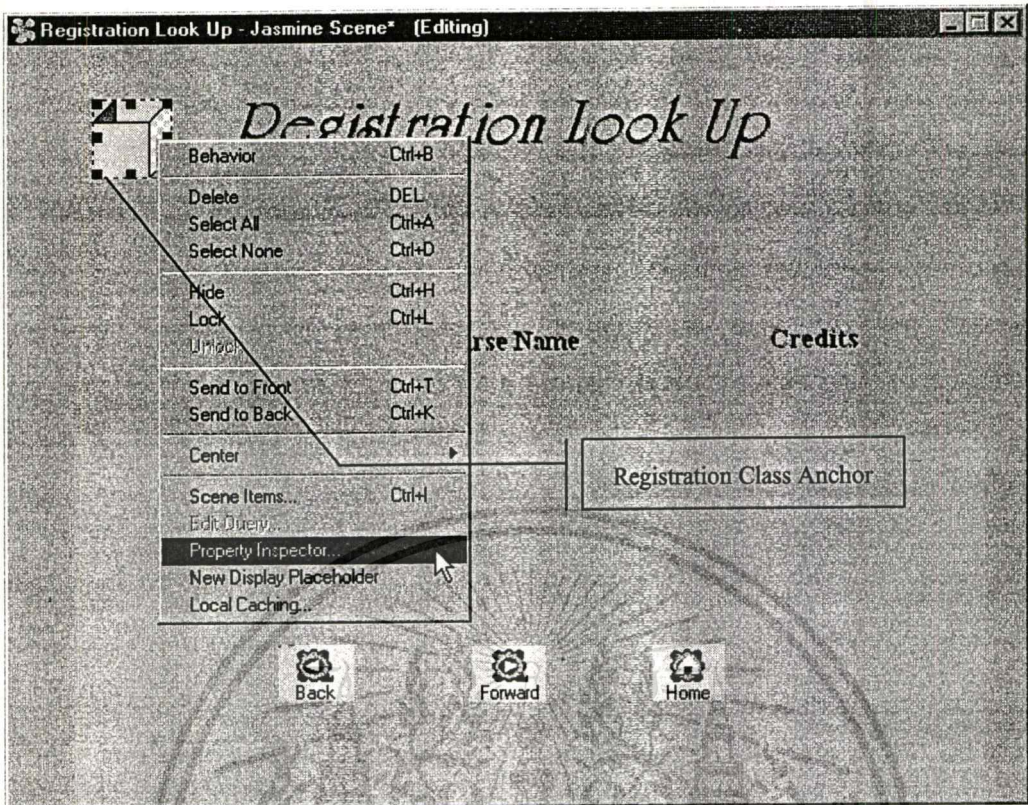 Registration Look Up - Jasmine Scene* (Editing)
Registration Look Up
Behavior Ctrl+B
Delete DEL
Select All Ctrl+A
Select None Ctrl+D
Hide Ctrl+H
Lock Ctrl+L
Unlock
rse Name Credits
Send to Front Ctrl+T
Send to Back Ctrl+K
Center
Registration Class Anchor
Scene Items... Ctrl+I
Edit Query...
Property Inspector...
New Display Placeholder
Local Caching...
Back Forward Home